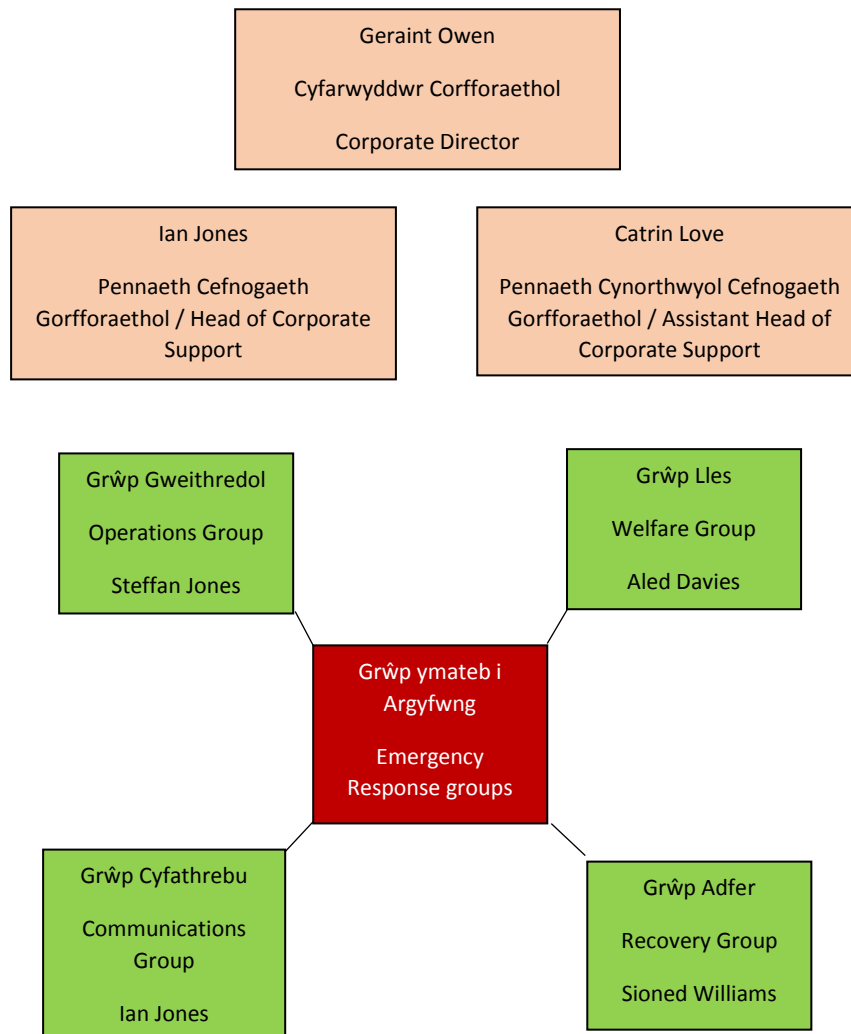 Geraint Owen
Cyfarwyddwr Corfforaethol
Corporate Director
Ian Jones
Pennaeth Cefnogaeth
Gorfforaethol / Head of Corporate
Support
Catrin Love
Pennaeth Cynorthwyol Cefnogaeth
Gorfforaethol / Assistant Head of
Corporate Support
Grŵp Gweithredol
Operations Group
Steffan Jones
Grŵp Lles
Welfare Group
Aled Davies
Grŵp ymateb i
Argyfwng
Emergency
Response groups
Grŵp Cyfathrebu
Communications
Group
Ian Jones
Grŵp Adfer
Recovery Group
Sioned Williams